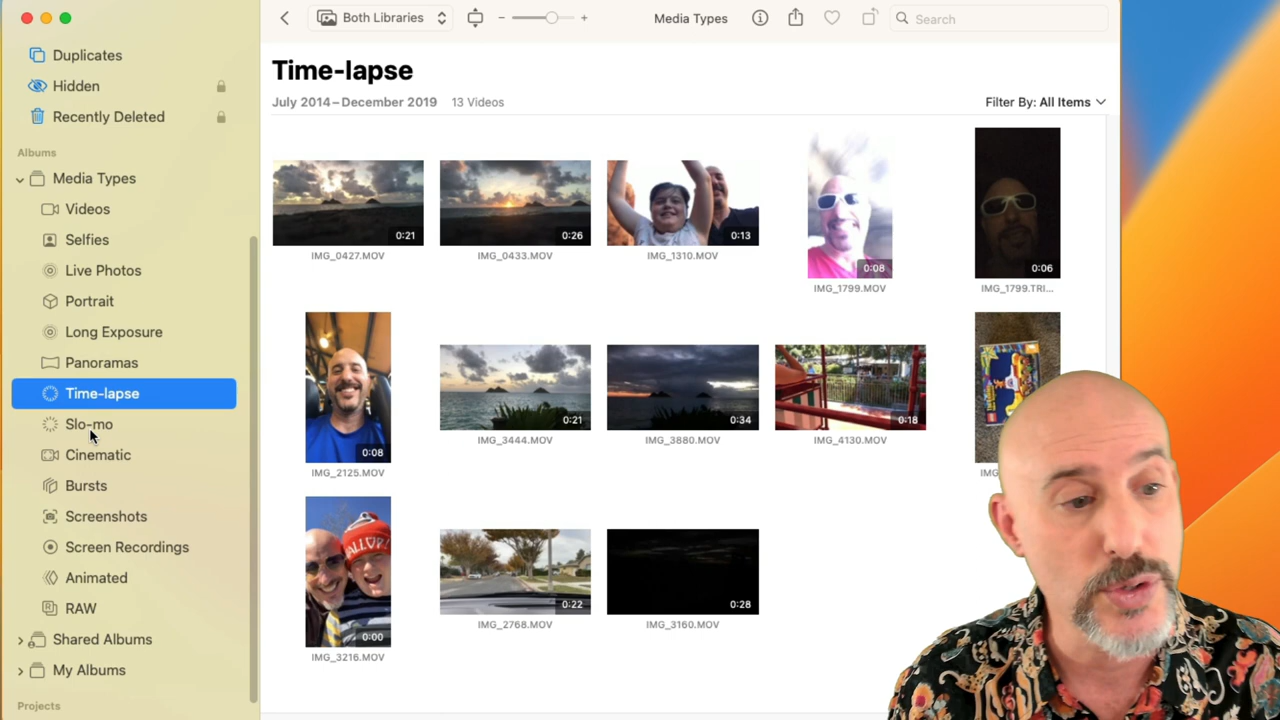 Both Libraries
Media Types
Search
Duplicates
Hidden
Recently Deleted
Albums
Media Types
Videos
Selfies
Live Photos
Portrait
Long Exposure
Panoramas
Time-lapse
Slo-mo
Cinematic
Bursts
Screenshots
Screen Recordings
Animated
RAW
Shared Albums
My Albums
Projects
Time-lapse
July 2014–December 2019 13 Videos
Filter By: All Items
0:21
0:26
0:13
0:08
0:06
IMG_0427.MOV
IMG_0433.MOV
IMG_1310.MOV
IMG_1799.MOV
IMG_1799.TRI...
0:08
0:21
0:34
0:18
IMG_2125.MOV
IMG_3444.MOV
IMG_3880.MOV
IMG_4130.MOV
0:00
0:22
0:28
IMG_3216.MOV
IMG_2768.MOV
IMG_3160.MOV